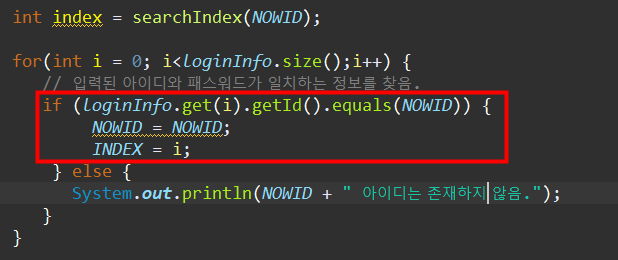 int index = searchIndex(NOWID);
for(int i = 0; i<loginInfo.size();i++) {
// 입력된 아이디와 패스워드가 일치하는 정보를 찾음.
if (loginInfo.get(i).getId().equals(NOWID)) {
NOWID = NOWID;
INDEX = i;
} else {
System.out.println(NOWID + " 아이디는 존재하지 않음.");
}
}